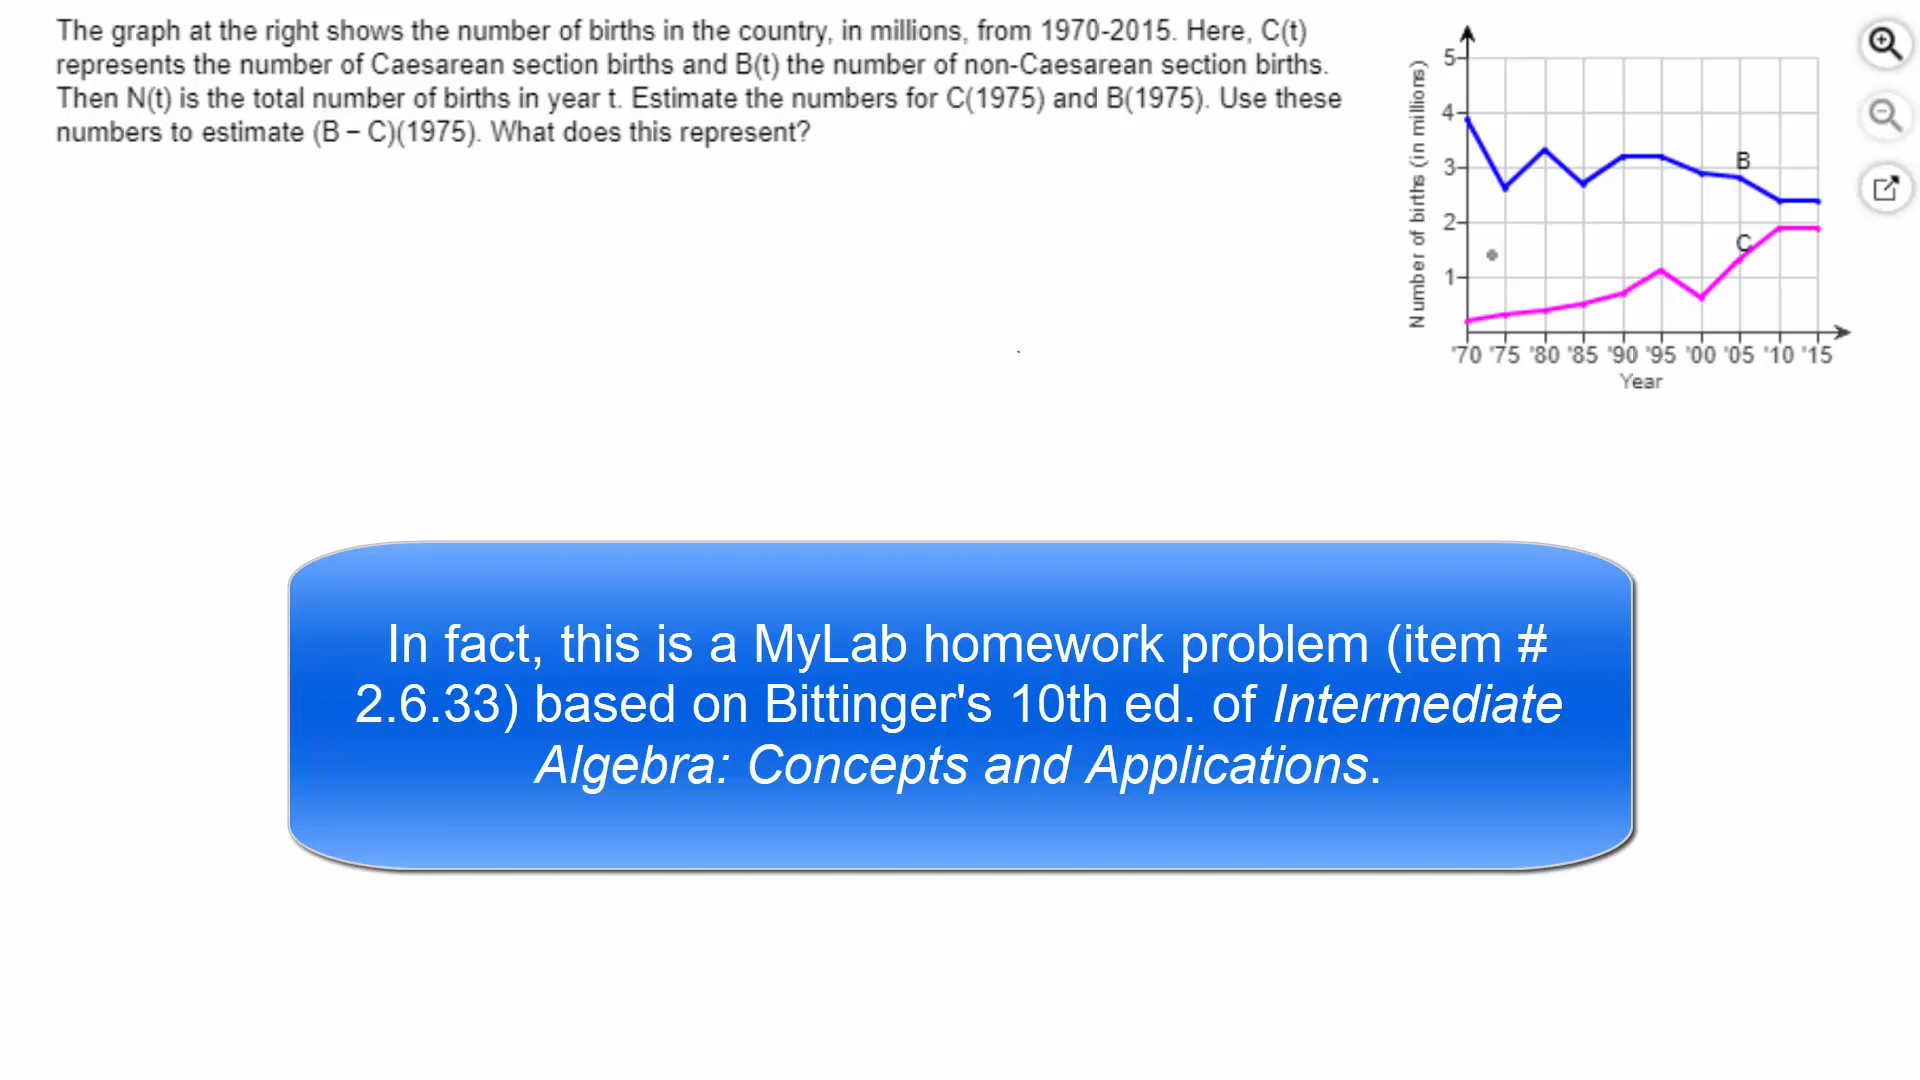 The graph at the right shows the number of births in the country, in millions, from 1970-2015. Here, C(t)
represents the number of Caesarean section births and B(t) the number of non-Caesarean section births.
Then N(t) is the total number of births in year t. Estimate the numbers for C(1975) and B(1975). Use these
numbers to estimate (B − C)(1975). What does this represent?
Number of births (in millions)
5
4
3
2
1
B
C
'70 '75 '80 '85 '90 '95 '00 '05 '10 '15
Year
In fact, this is a MyLab homework problem (item #
2.6.33) based on Bittinger's 10th ed. of Intermediate
Algebra: Concepts and Applications.